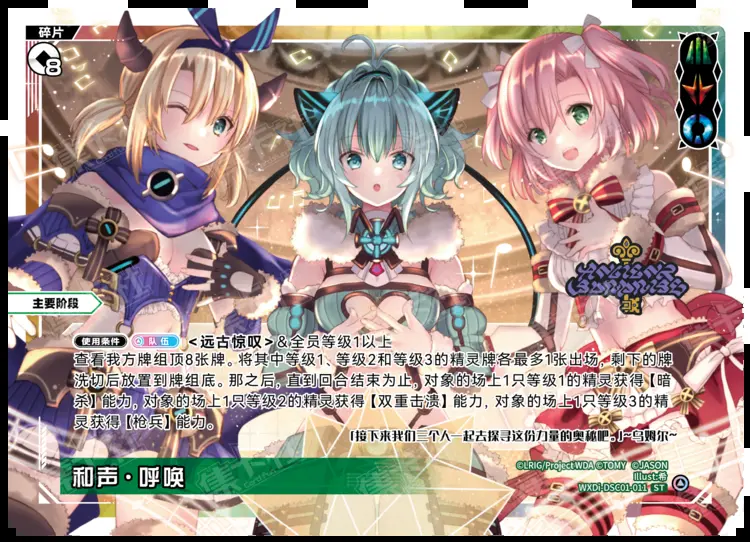 碎片
8
主要阶段
使用条件 队伍 <远古惊叹>&全员等级1以上
查看我方牌组顶8张牌。将其中等级1、等级2和等级3的精灵牌各最多1张出场，剩下的牌
洗切后放置到牌组底。那之后，直到回合结束为止，对象的场上1只等级1的精灵获得【暗
杀】能力，对象的场上1只等级2的精灵获得【双重击溃】能力，对象的场上1只等级3的精
灵获得【枪兵】能力。
「接下来我们三个人一起去探寻这份力量的奥秘吧。」~乌姆尔~
和声·呼唤
©LRIG/ProjectWDA ©TOMY ©JASON
Illust:希
WXDi-DSC01-011 ST